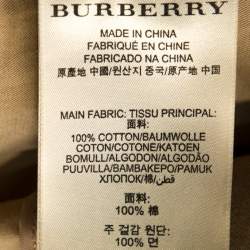 BURBERRY
MADE IN CHINA
FABRIQUÉ EN CHINE
FABRICADO NA CHINA
原產地 中國/원산지 중국/原产地 中国
MAIN FABRIC: TISSU PRINCIPAL:
面料:
100% COTTON/BAUMWOLLE
COTON/COTONE/KATOEN
BOMULL/ALGODON/ALGODÃO
PUUVILLA/BAMBAKEPO/PAMUK
ХЛОПОК/棉/قطن
面料:
100% 棉
주 겉감 원단:
100% 면